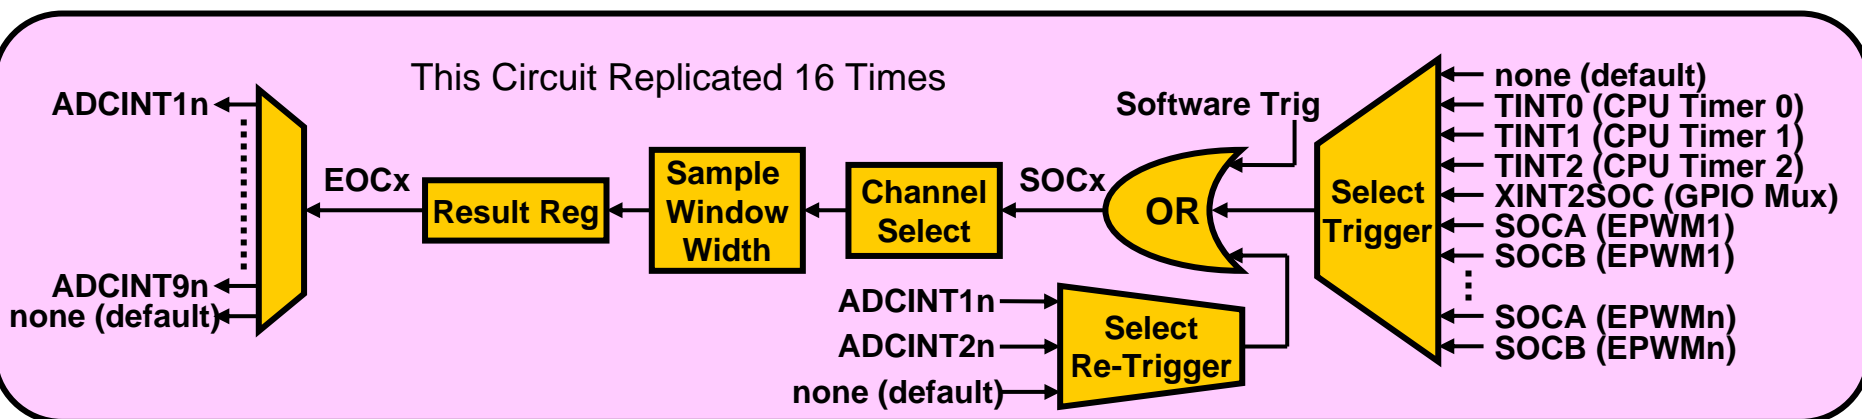 This Circuit Replicated 16 Times
ADCINT1n
ADCINT9n
none (default)
EOCx
Result Reg
Sample
Window
Width
Channel
Select
SOCx
OR
Software Trig
ADCINT1n
ADCINT2n
none (default)
Select
Re-Trigger
Select
Trigger
none (default)
TINT0 (CPU Timer 0)
TINT1 (CPU Timer 1)
TINT2 (CPU Timer 2)
XINT2SOC (GPIO Mux)
SOCA (EPWM1)
SOCB (EPWM1)
SOCA (EPWMn)
SOCB (EPWMn)